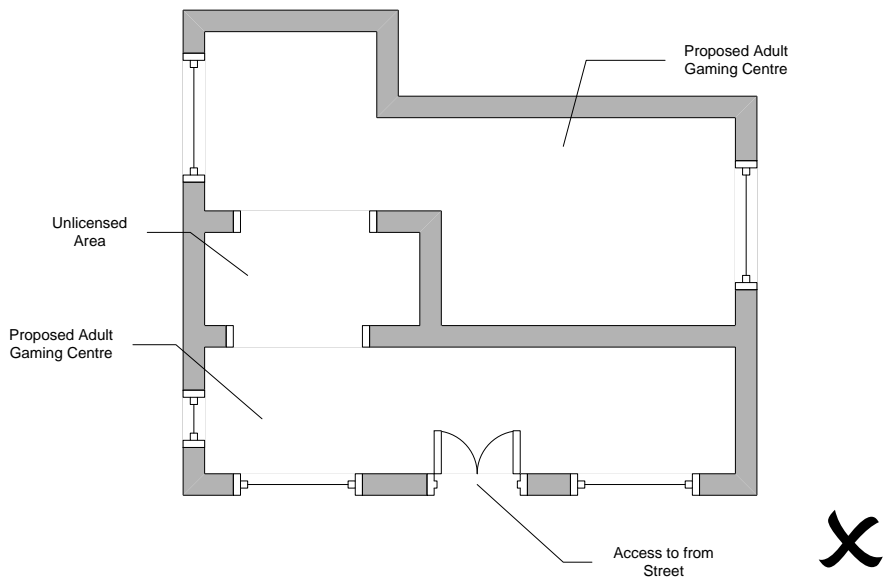 Proposed Adult
Gaming Centre
Unlicensed
Area
Proposed Adult
Gaming Centre
Access to from
Street